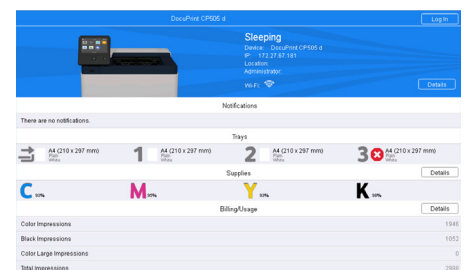 DocuPrint CP505 d
Log In
Sleeping
Device: DocuPrint CP505 d
IP: 172.27.67.181
Location:
Administrator:
Wi-Fi:
Details
Notifications
There are no notifications.
Trays
A4 (210 x 297 mm)
Plain
White
1 A4 (210 x 297 mm)
Plain
White
2 A4 (210 x 297 mm)
Plain
White
3 A4 (210 x 297 mm)
Plain
White
Supplies
Details
C M Y K
Billing/Usage
Details
Color Impressions 1946
Black Impressions 1052
Color Large Impressions 0
Total Impressions 2998